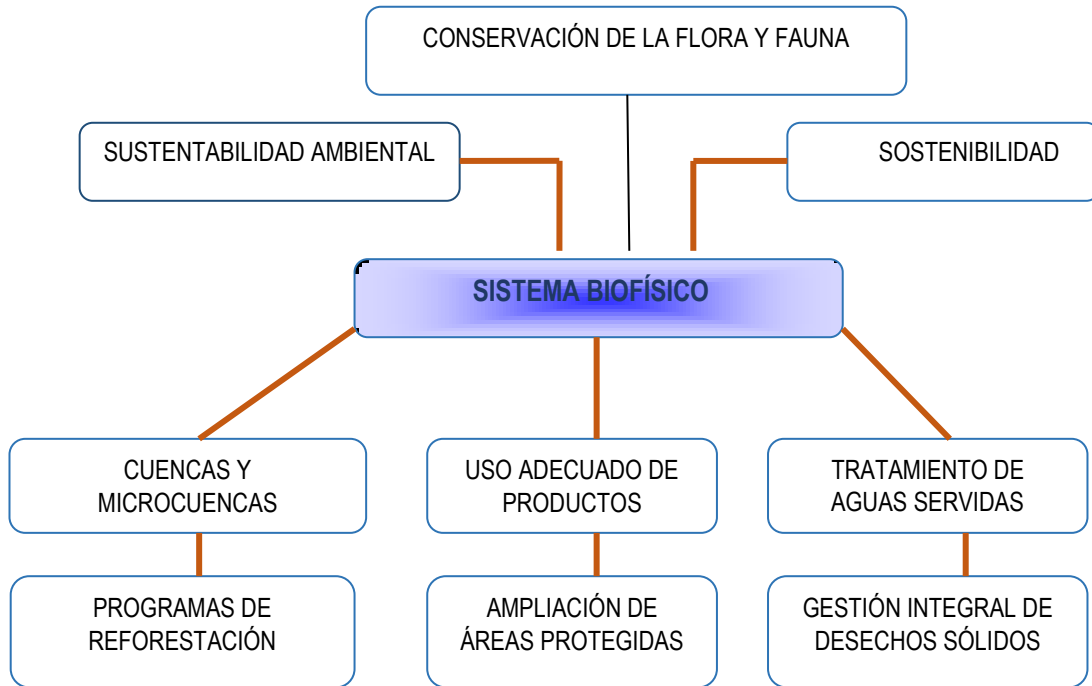 CONSERVACIÓN DE LA FLORA Y FAUNA
SUSTENTABILIDAD AMBIENTAL
SOSTENIBILIDAD
SISTEMA BIOFÍSICO
CUENCAS Y
MICROCUENCAS
USO ADECUADO DE
PRODUCTOS
TRATAMIENTO DE
AGUAS SERVIDAS
PROGRAMAS DE
REFORESTACIÓN
AMPLIACIÓN DE
ÁREAS PROTEGIDAS
GESTIÓN INTEGRAL DE
DESECHOS SÓLIDOS